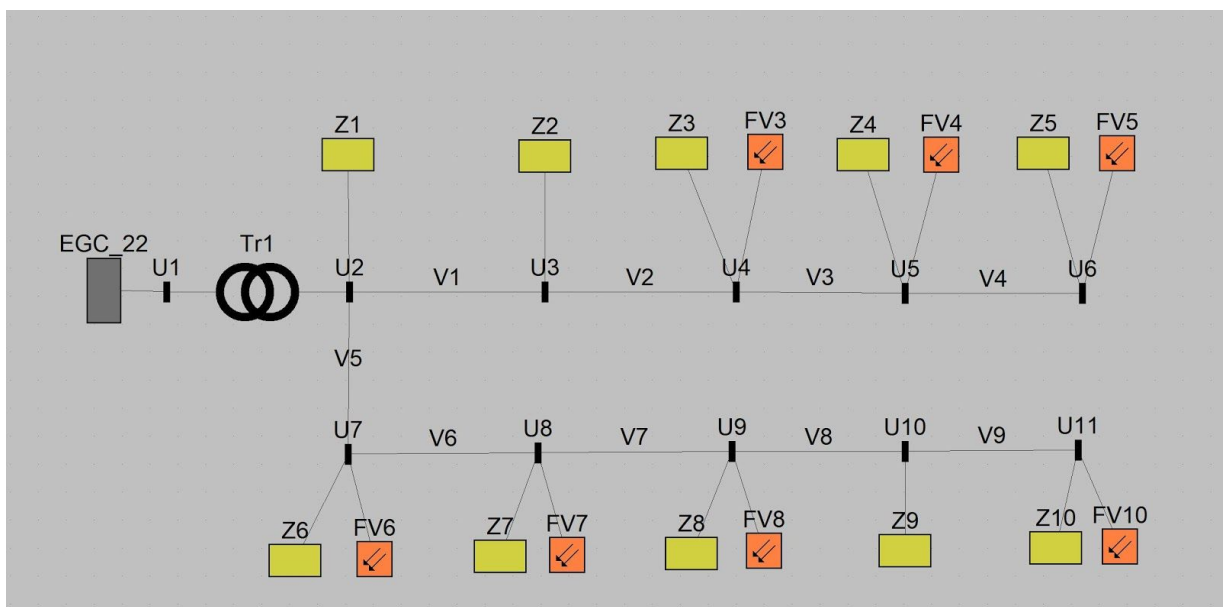 Z1 Z2 Z3 FV3 Z4 FV4 Z5 FV5
EGC_22 U1 Tr1 U2 V1 U3 V2 U4 V3 U5 V4 U6
V5
U7 V6 U8 V7 U9 V8 U10 V9 U11
Z6 FV6 Z7 FV7 Z8 FV8 Z9 Z10 FV10